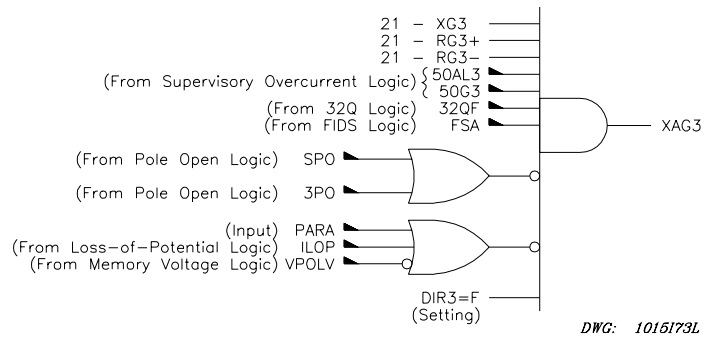 21 - XG3
21 - RG3+
21 - RG3-
(From Supervisory Overcurrent Logic) { 50AL3
50G3
(From 32Q Logic) 32QF
(From FIDS Logic) FSA
XAG3
(From Pole Open Logic) SPO
(From Pole Open Logic) 3PO
(Input) PARA
(From Loss-of-Potential Logic) ILOP
(From Memory Voltage Logic) VPOLV
DIR3=F
(Setting)
DWG: 1015I73L